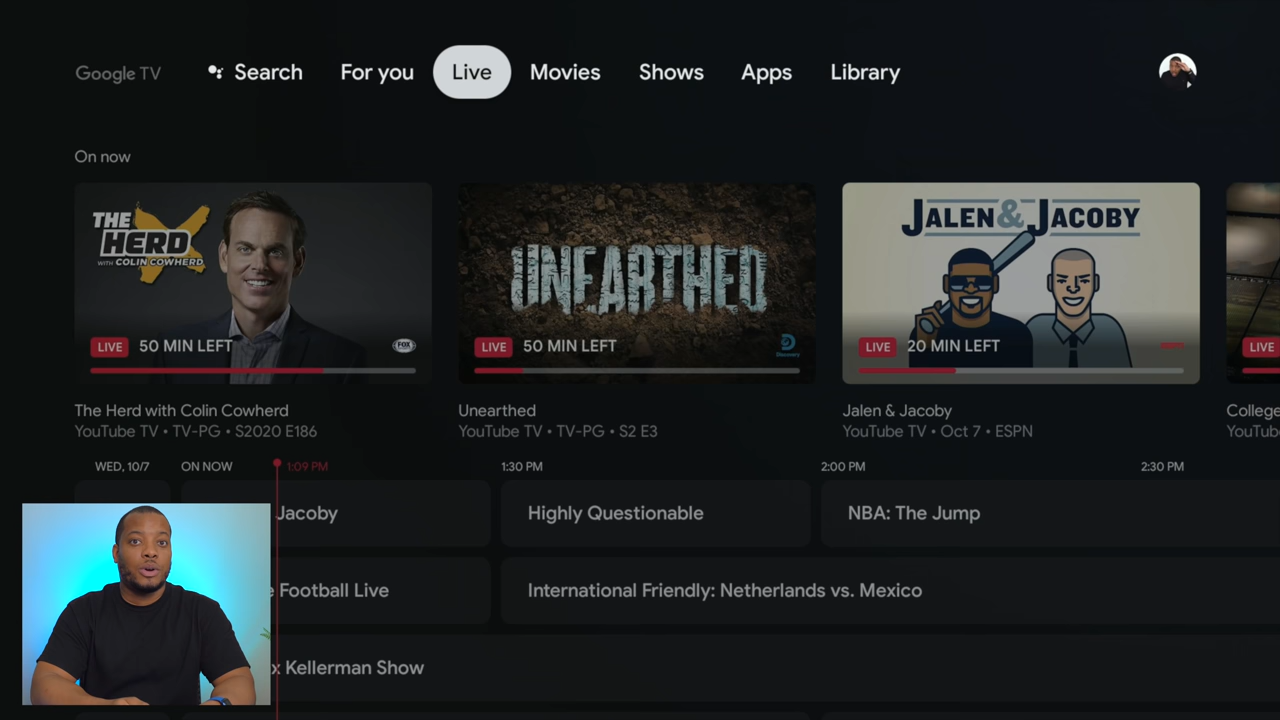 Google TV
Search
For you
Live
Movies
Shows
Apps
Library
On now
THE
HERD
WITH COLIN COWHERD
LIVE
50 MIN LEFT
FOX
UNEARTHED
LIVE
50 MIN LEFT
Discovery
JALEN & JACOBY
LIVE
20 MIN LEFT
LIVE
The Herd with Colin Cowherd
YouTube TV • TV-PG • S2020 E186
Unearthed
YouTube TV • TV-PG • S2 E3
Jalen & Jacoby
YouTube TV • Oct 7 • ESPN
College
YouTub
WED, 10/7
ON NOW
1:09 PM
1:30 PM
2:00 PM
2:30 PM
Jacoby
Highly Questionable
NBA: The Jump
e Football Live
International Friendly: Netherlands vs. Mexico
x Kellerman Show